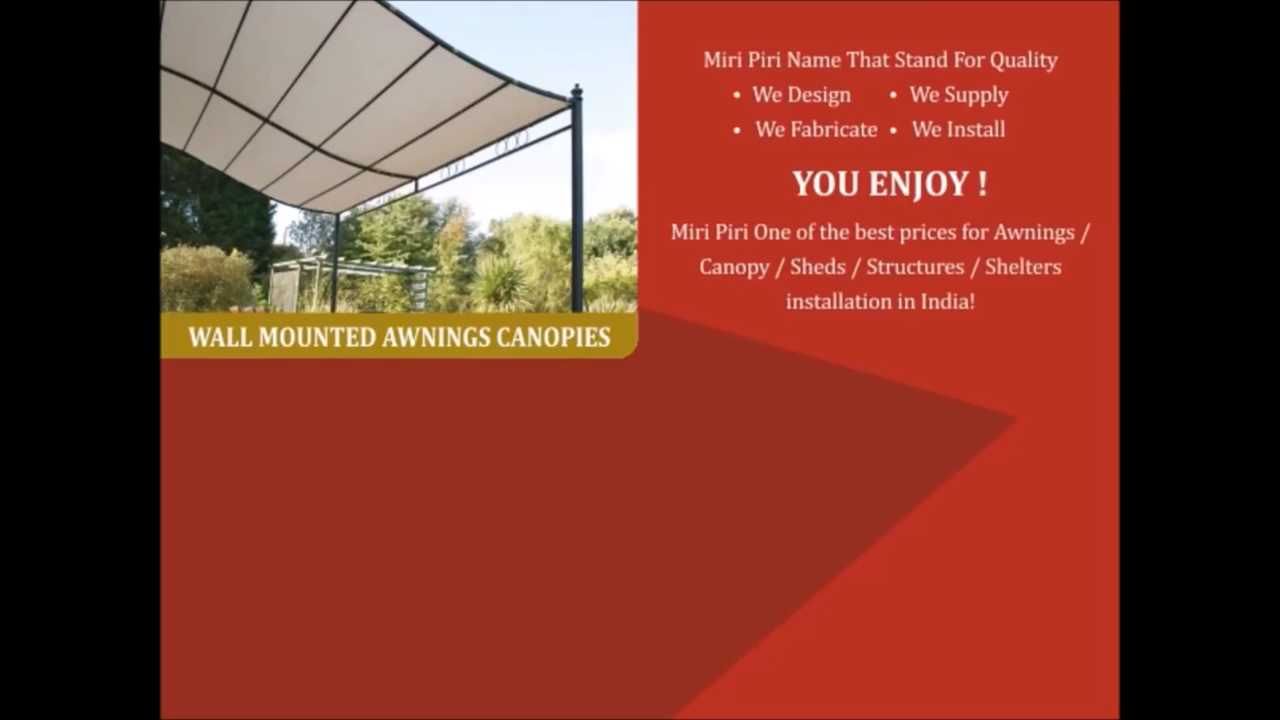 WALL MOUNTED AWNINGS CANOPIES
Miri Piri Name That Stand For Quality
• We Design • We Supply
• We Fabricate • We Install
YOU ENJOY !
Miri Piri One of the best prices for Awnings /
Canopy / Sheds / Structures / Shelters
installation in India!